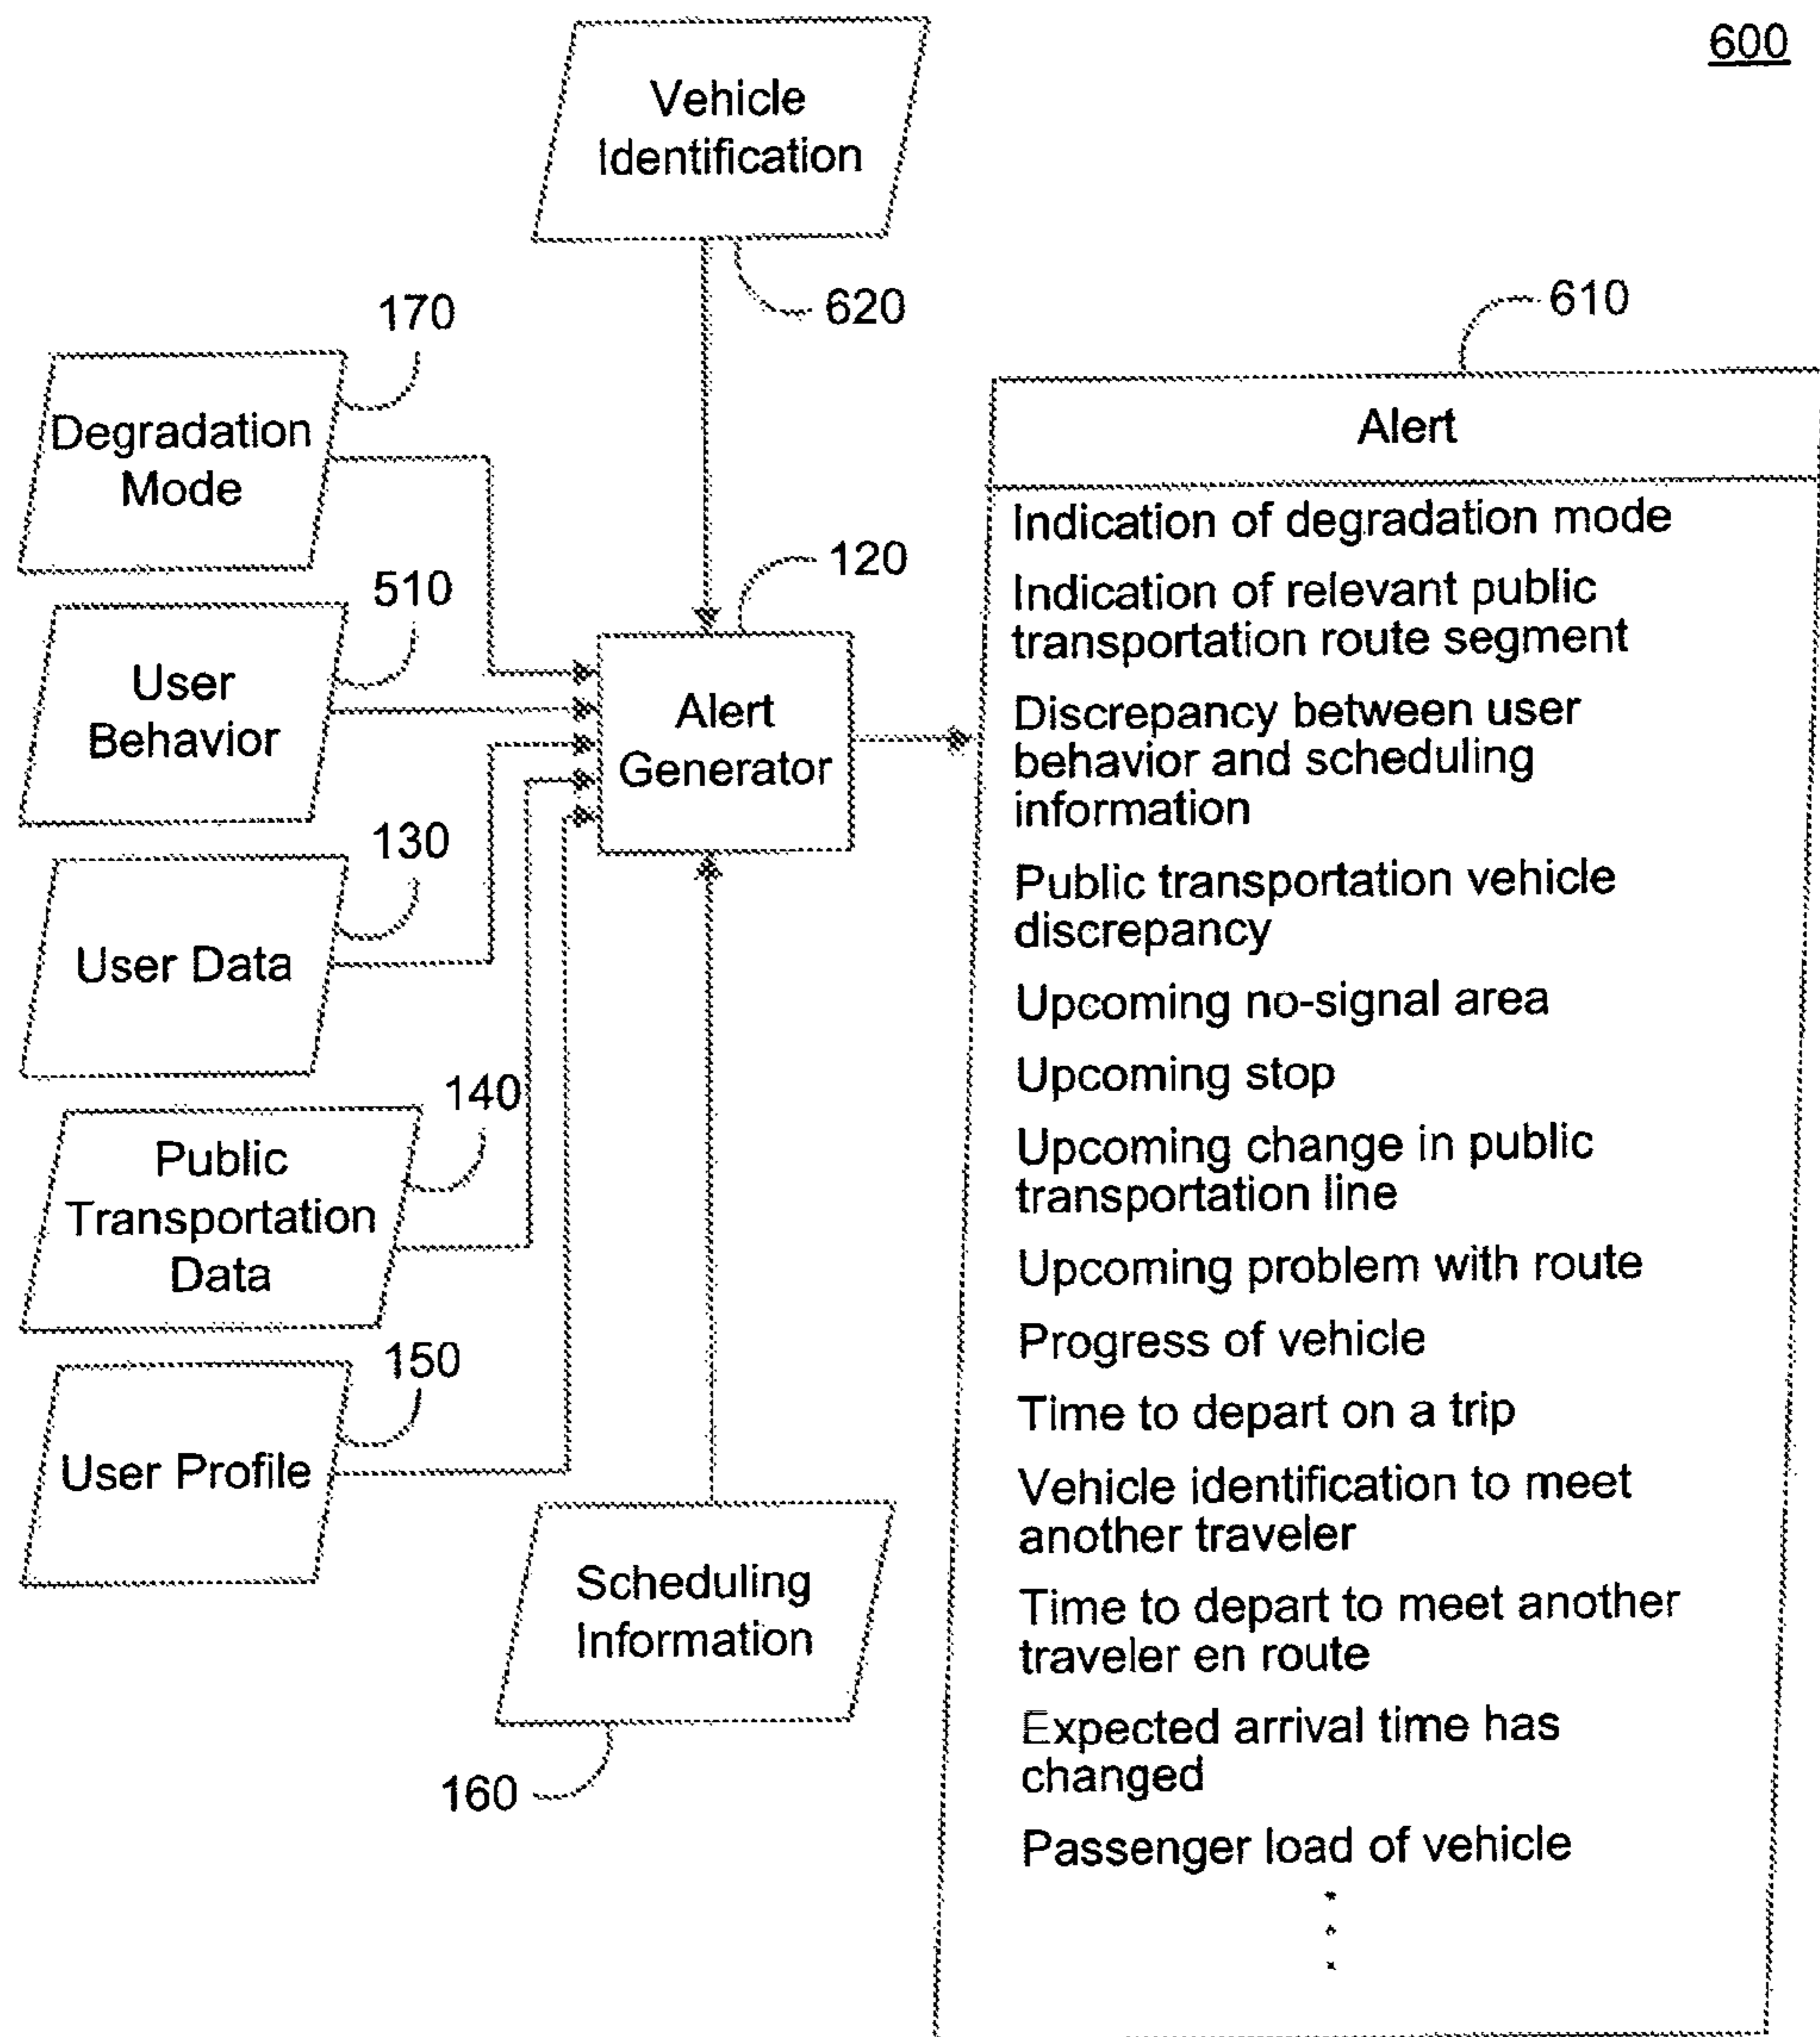 600
Vehicle
Identification
620
170
Degradation
Mode
510
User
Behavior
130
User Data
140
Public
Transportation
Data
150
User Profile
120
Alert
Generator
Scheduling
Information
160
610
Alert
Indication of degradation mode
Indication of relevant public
transportation route segment
Discrepancy between user
behavior and scheduling
information
Public transportation vehicle
discrepancy
Upcoming no-signal area
Upcoming stop
Upcoming change in public
transportation line
Upcoming problem with route
Progress of vehicle
Time to depart on a trip
Vehicle identification to meet
another traveler
Time to depart to meet another
traveler en route
Expected arrival time has
changed
Passenger load of vehicle